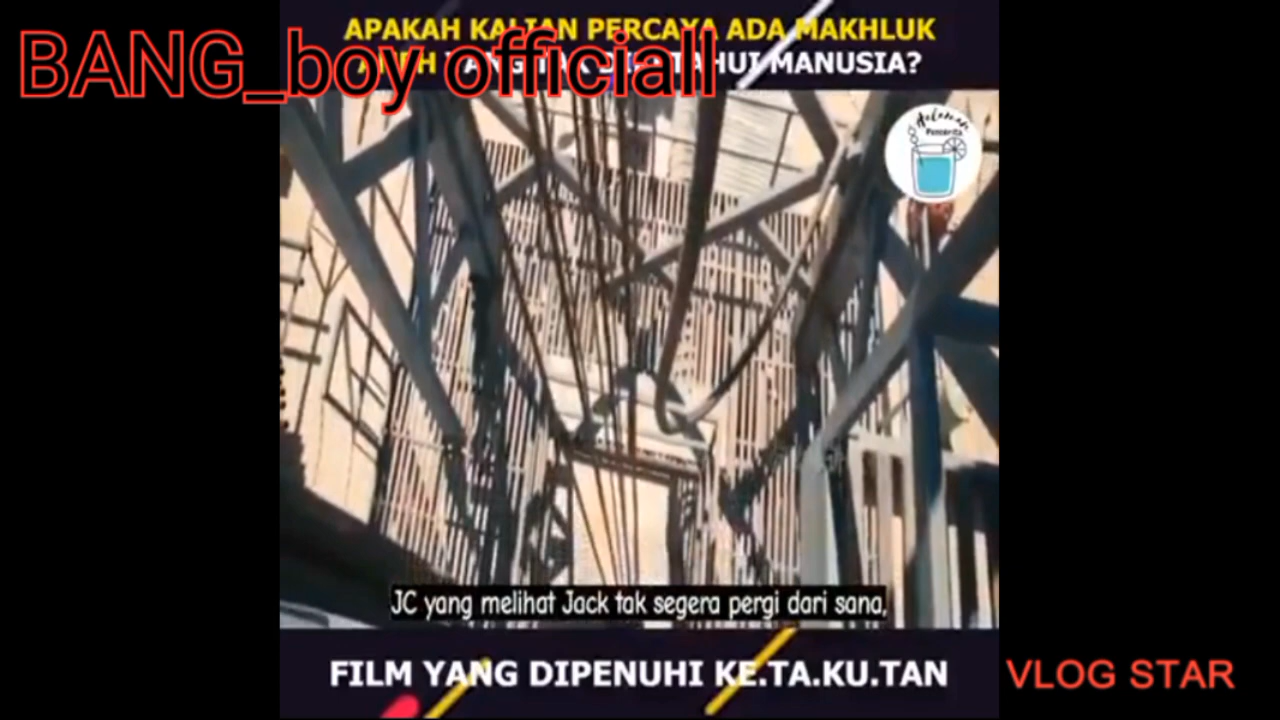 BANG_boy officiall
APAKAH KALIAN PERCAYA ADA MAKHLUK
MANUSIA?
Pencerita
JC yang melihat Jack tak segera pergi dari sana,
FILM YANG DIPENUHI KE.TA.KU.TAN
VLOG STAR